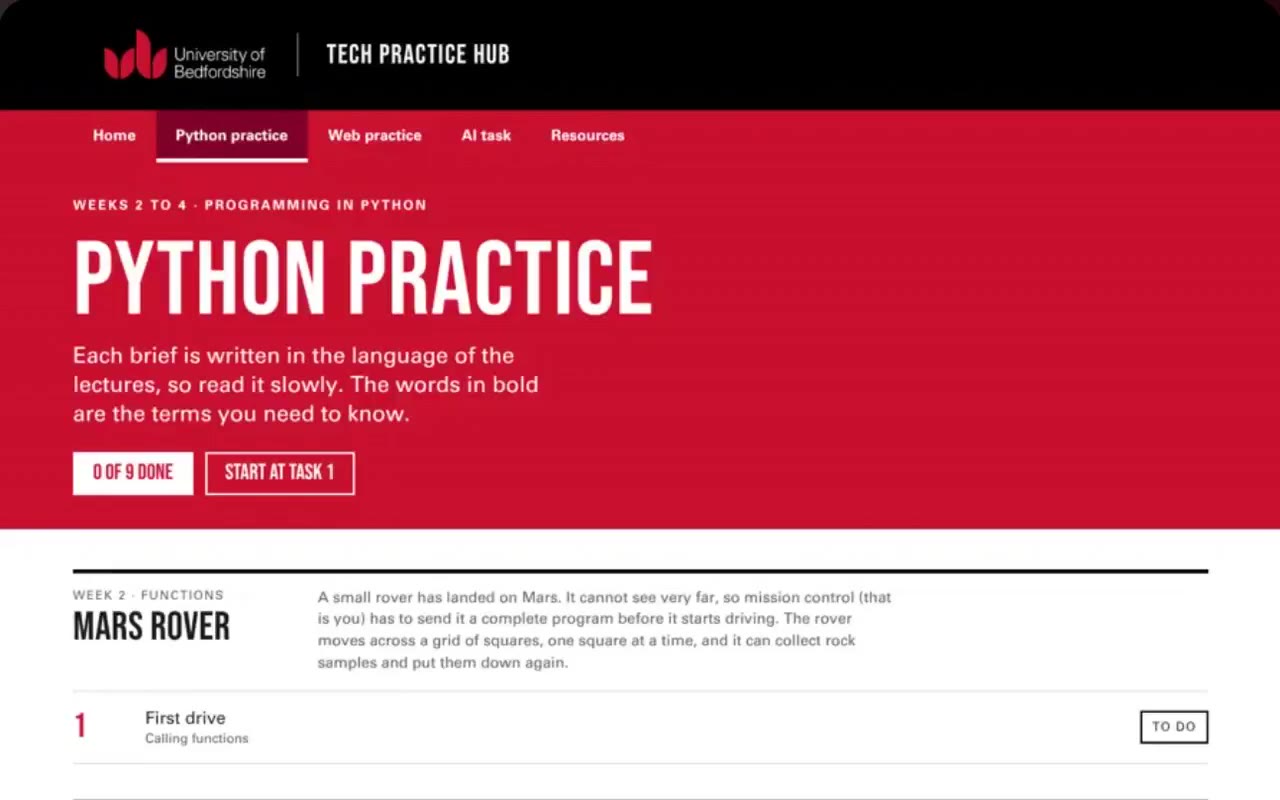 University of
Bedfordshire
TECH PRACTICE HUB
Home Python practice Web practice AI task Resources
WEEKS 2 TO 4 · PROGRAMMING IN PYTHON
PYTHON PRACTICE
Each brief is written in the language of the
lectures, so read it slowly. The words in bold
are the terms you need to know.
0 OF 9 DONE START AT TASK 1
WEEK 2 · FUNCTIONS
MARS ROVER
A small rover has landed on Mars. It cannot see very far, so mission control (that
is you) has to send it a complete program before it starts driving. The rover
moves across a grid of squares, one square at a time, and it can collect rock
samples and put them down again.
1 First drive TO DO
Calling functions